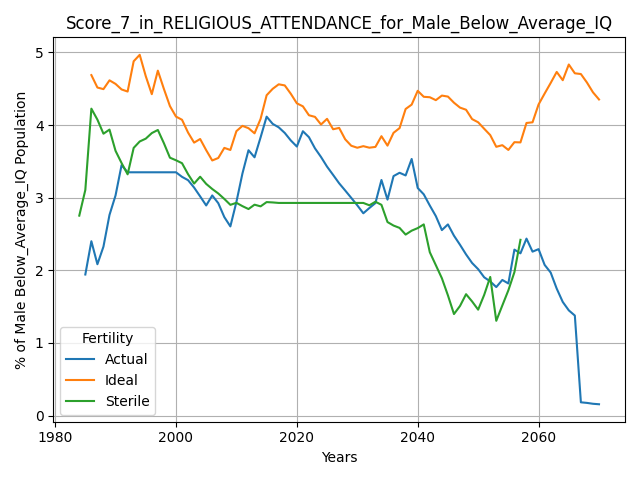 Score_7_in_RELIGIOUS_ATTENDANCE_for_Male_Below_Average_IQ
% of Male Below_Average_IQ Population
5
4
3
2
1
0
Fertility
Actual
Ideal
Sterile
1980
2000
2020
2040
2060
Years